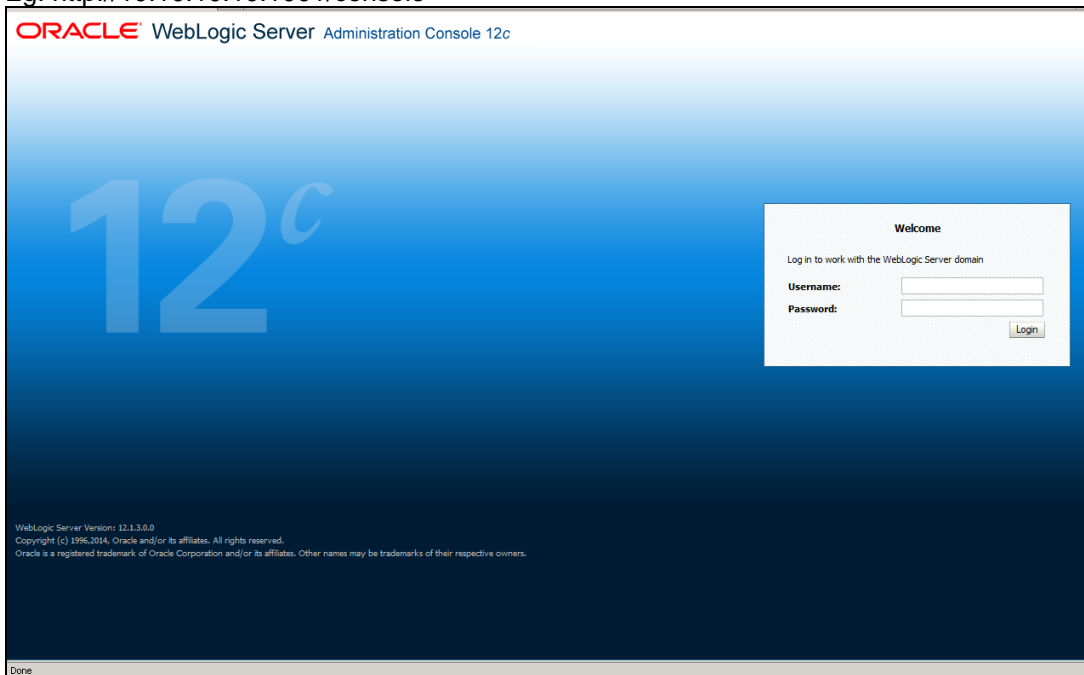 ORACLE WebLogic Server Administration Console 12c
12c
Welcome
Log in to work with the WebLogic Server domain
Username:
Password:
Login
WebLogic Server Version: 12.1.3.0.0
Copyright (c) 1996,2014, Oracle and/or its affiliates. All rights reserved.
Oracle is a registered trademark of Oracle Corporation and/or its affiliates. Other names may be trademarks of their respective owners.
Done